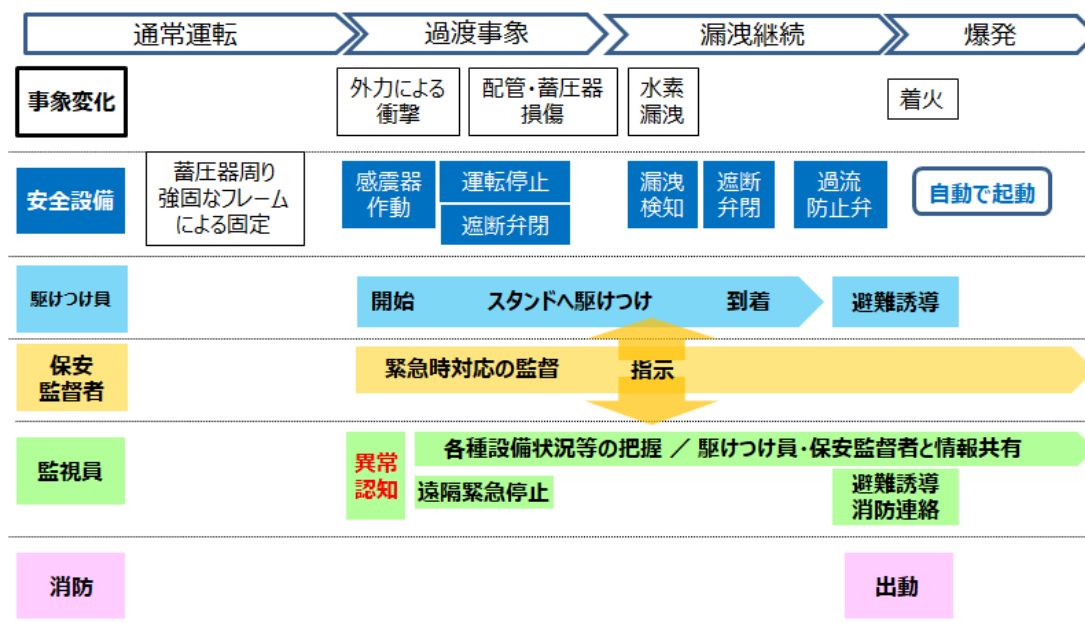 通常運転
過渡事象
漏洩継続
爆発
事象変化
外力による
衝撃
配管・蓄圧器
損傷
水素
漏洩
着火
安全設備
蓄圧器周り
強固なフレーム
による固定
感震器
作動
運転停止
遮断弁閉
漏洩
検知
遮断
弁閉
過流
防止弁
自動で起動
駆けつけ員
開始
スタンドへ駆けつけ
到着
避難誘導
保安
監督者
緊急時対応の監督
指示
監視員
異常
認知
各種設備状況等の把握 ／ 駆けつけ員・保安監督者と情報共有
遠隔緊急停止
避難誘導
消防連絡
消防
出動